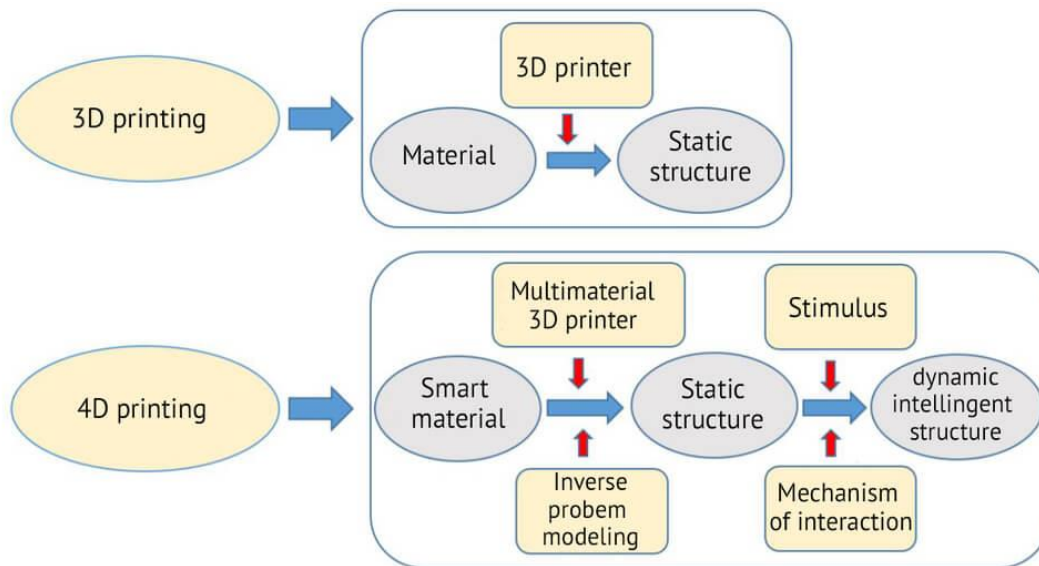 3D printing
3D printer
Material
Static
structure
4D printing
Multimaterial
3D printer
Stimulus
Smart
material
Static
structure
dynamic
intellingent
structure
Inverse
probem
modeling
Mechanism
of interaction